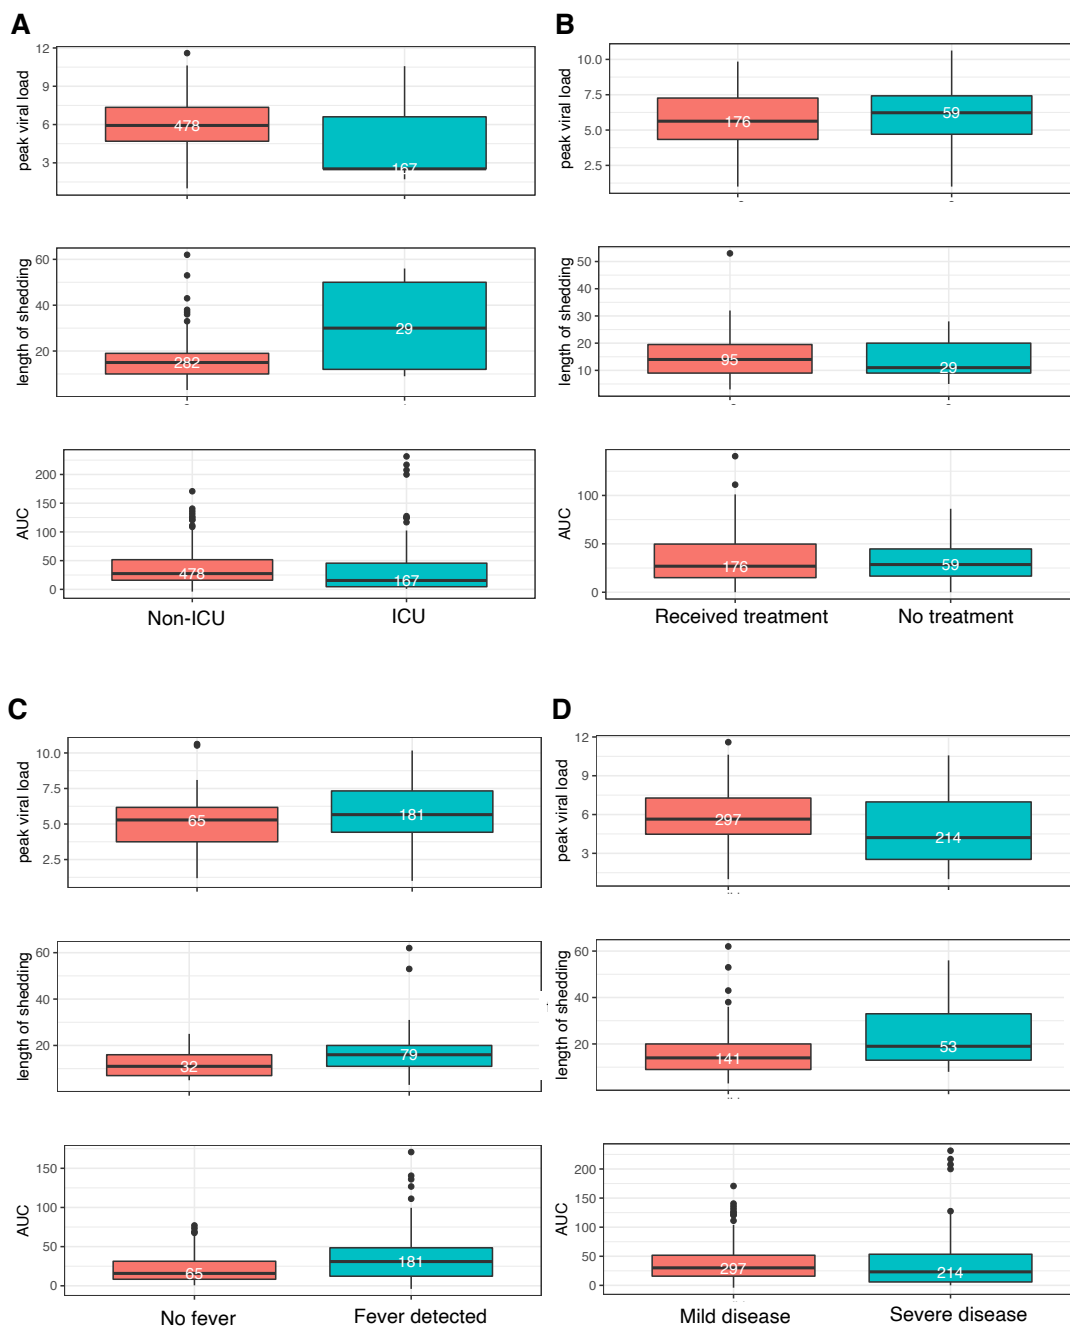 A
B
peak viral load
12
9
6
3
478
167
peak viral load
10.0
7.5
5.0
2.5
176
59
length of shedding
60
40
20
282
29
length of shedding
50
40
30
20
10
95
29
AUC
200
150
100
50
0
478
167
Non-ICU
ICU
AUC
100
50
0
176
59
Received treatment
No treatment
C
D
peak viral load
10.0
7.5
5.0
2.5
65
181
peak viral load
12
9
6
3
297
214
length of shedding
60
40
20
32
79
length of shedding
60
40
20
141
53
AUC
150
100
50
0
65
181
No fever
Fever detected
AUC
200
150
100
50
0
297
214
Mild disease
Severe disease